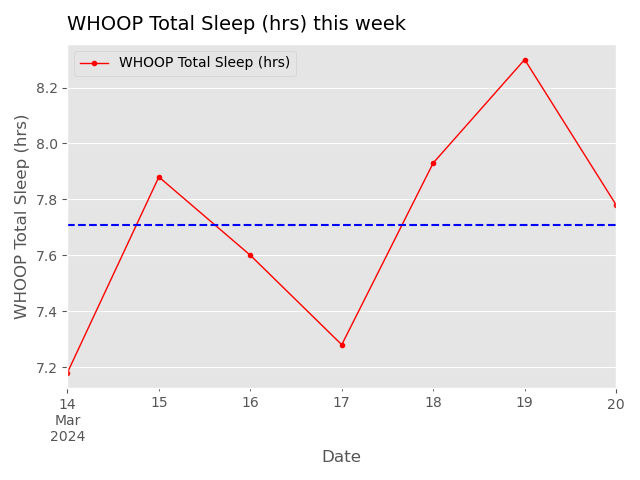 WHOOP Total Sleep (hrs) this week
WHOOP Total Sleep (hrs)
WHOOP Total Sleep (hrs)
8.2
8.0
7.8
7.6
7.4
7.2
14 15 16 17 18 19 20
Mar
2024
Date